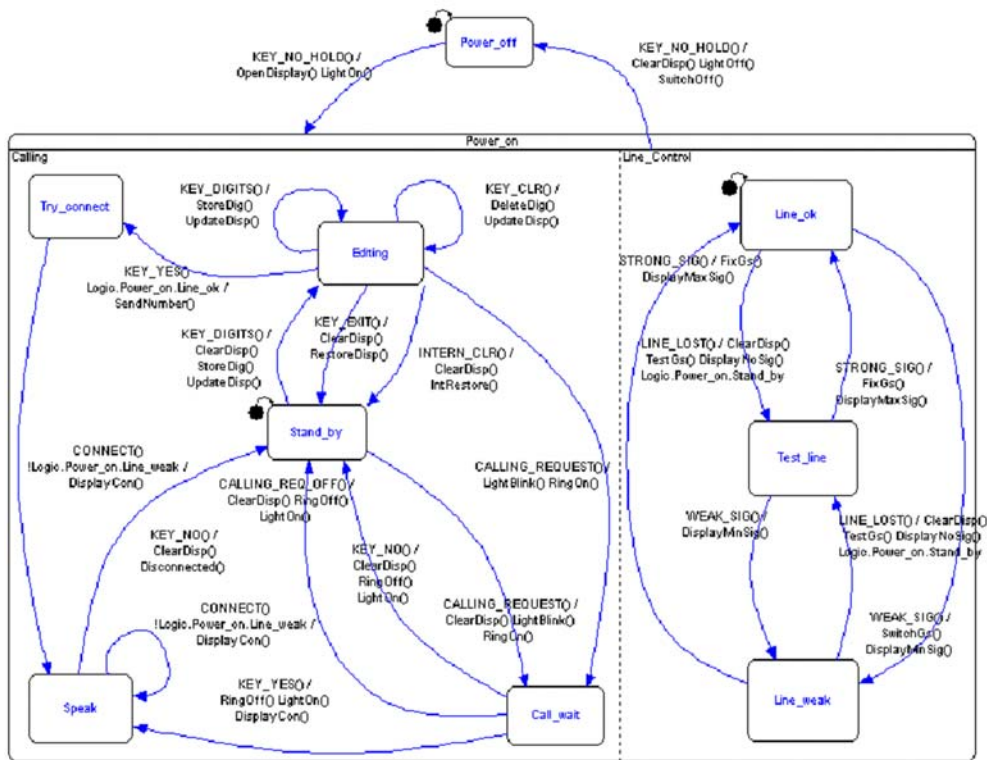 Power_off
KEY_NO_HOLD() /
OpenDisplay() LightOn()
KEY_NO_HOLD() /
ClearDisp() LightOff()
SwitchOff()
Power_on
Calling
Line_Control
Try_connect
KEY_DIGITS() /
StoreDig()
UpdateDisp()
KEY_CLR() /
DeleteDig()
UpdateDisp()
Editing
KEY_YES()
Logic.Power_on.Line_ok /
SendNumber()
KEY_DIGITS() /
ClearDisp()
StoreDig()
UpdateDisp()
KEY_EXIT() /
ClearDisp()
RestoreDisp()
INTERN_CLR() /
ClearDisp()
IntRestore()
Stand_by
CONNECT()
!Logic.Power_on.Line_weak /
DisplayCon()
CALLING_REQ_OFF() /
ClearDisp() RingOff()
LightOn()
CALLING_REQUEST() /
LightBlink() RingOn()
KEY_NO() /
ClearDisp()
Disconnected()
KEY_NO() /
ClearDisp()
RingOff()
LightOn()
CALLING_REQUEST() /
ClearDisp() LightBlink()
RingOn()
CONNECT()
!Logic.Power_on.Line_weak /
DisplayCon()
KEY_YES() /
RingOff() LightOn()
DisplayCon()
Speak
Call_wait
Line_ok
STRONG_SIG() / FixGs()
DisplayMaxSig()
LINE_LOST() / ClearDisp()
TestGs() DisplayNoSig()
Logic.Power_on.Stand_by
STRONG_SIG() /
FixGs()
DisplayMaxSig()
Test_line
WEAK_SIG() /
DisplayMinSig()
LINE_LOST() / ClearDisp()
TestGs() DisplayNoSig()
Logic.Power_on.Stand_by
WEAK_SIG() /
SwitchGs()
DisplayMinSig()
Line_weak